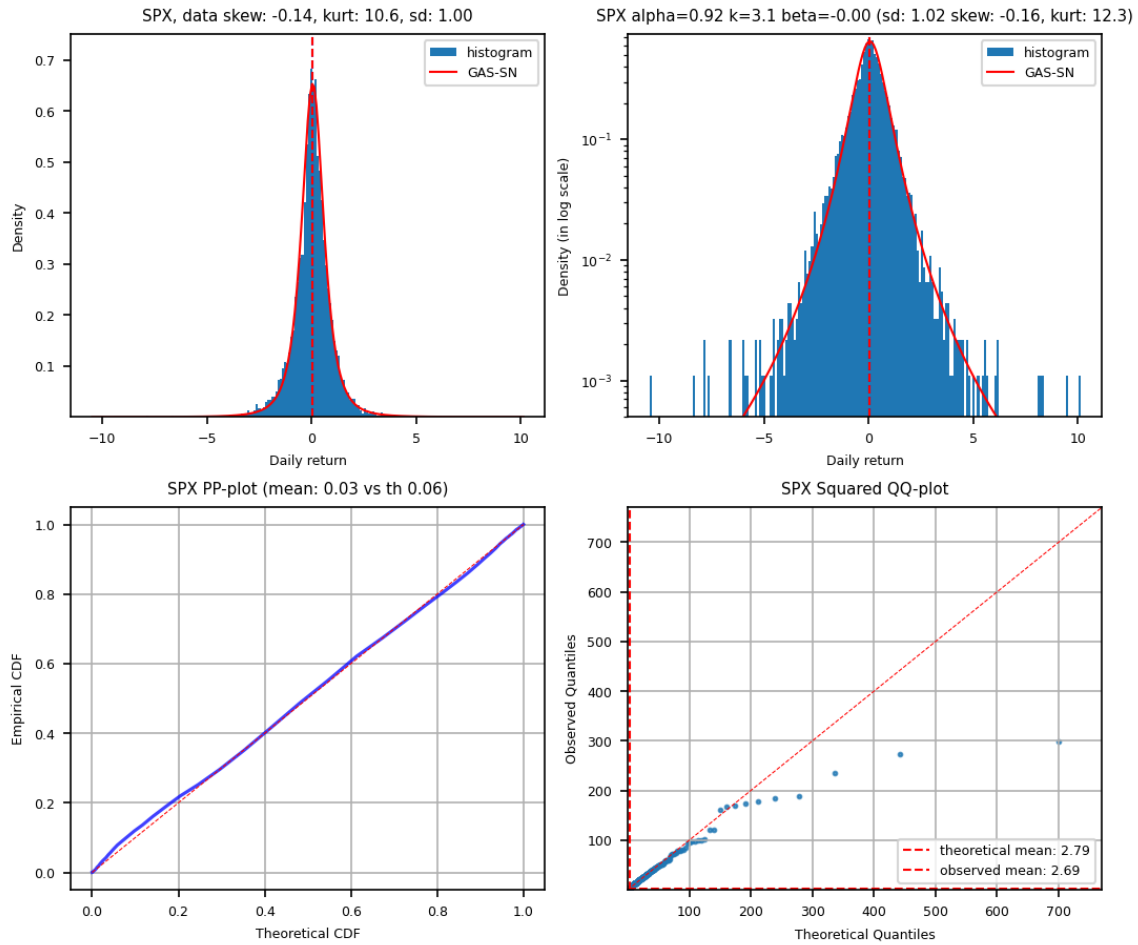 SPX, data skew: -0.14, kurt: 10.6, sd: 1.00
histogram
GAS-SN
0.7
0.6
0.5
0.4
0.3
0.2
0.1
Density
−10
−5
0
5
10
Daily return
SPX alpha=0.92 k=3.1 beta=-0.00 (sd: 1.02 skew: -0.16, kurt: 12.3)
histogram
GAS-SN
10⁻¹
10⁻²
10⁻³
Density (in log scale)
−10
−5
0
5
10
Daily return
SPX PP-plot (mean: 0.03 vs th 0.06)
1.0
0.8
0.6
0.4
0.2
0.0
Empirical CDF
0.0
0.2
0.4
0.6
0.8
1.0
Theoretical CDF
SPX Squared QQ-plot
700
600
500
400
300
200
100
Observed Quantiles
theoretical mean: 2.79
observed mean: 2.69
100
200
300
400
500
600
700
Theoretical Quantiles